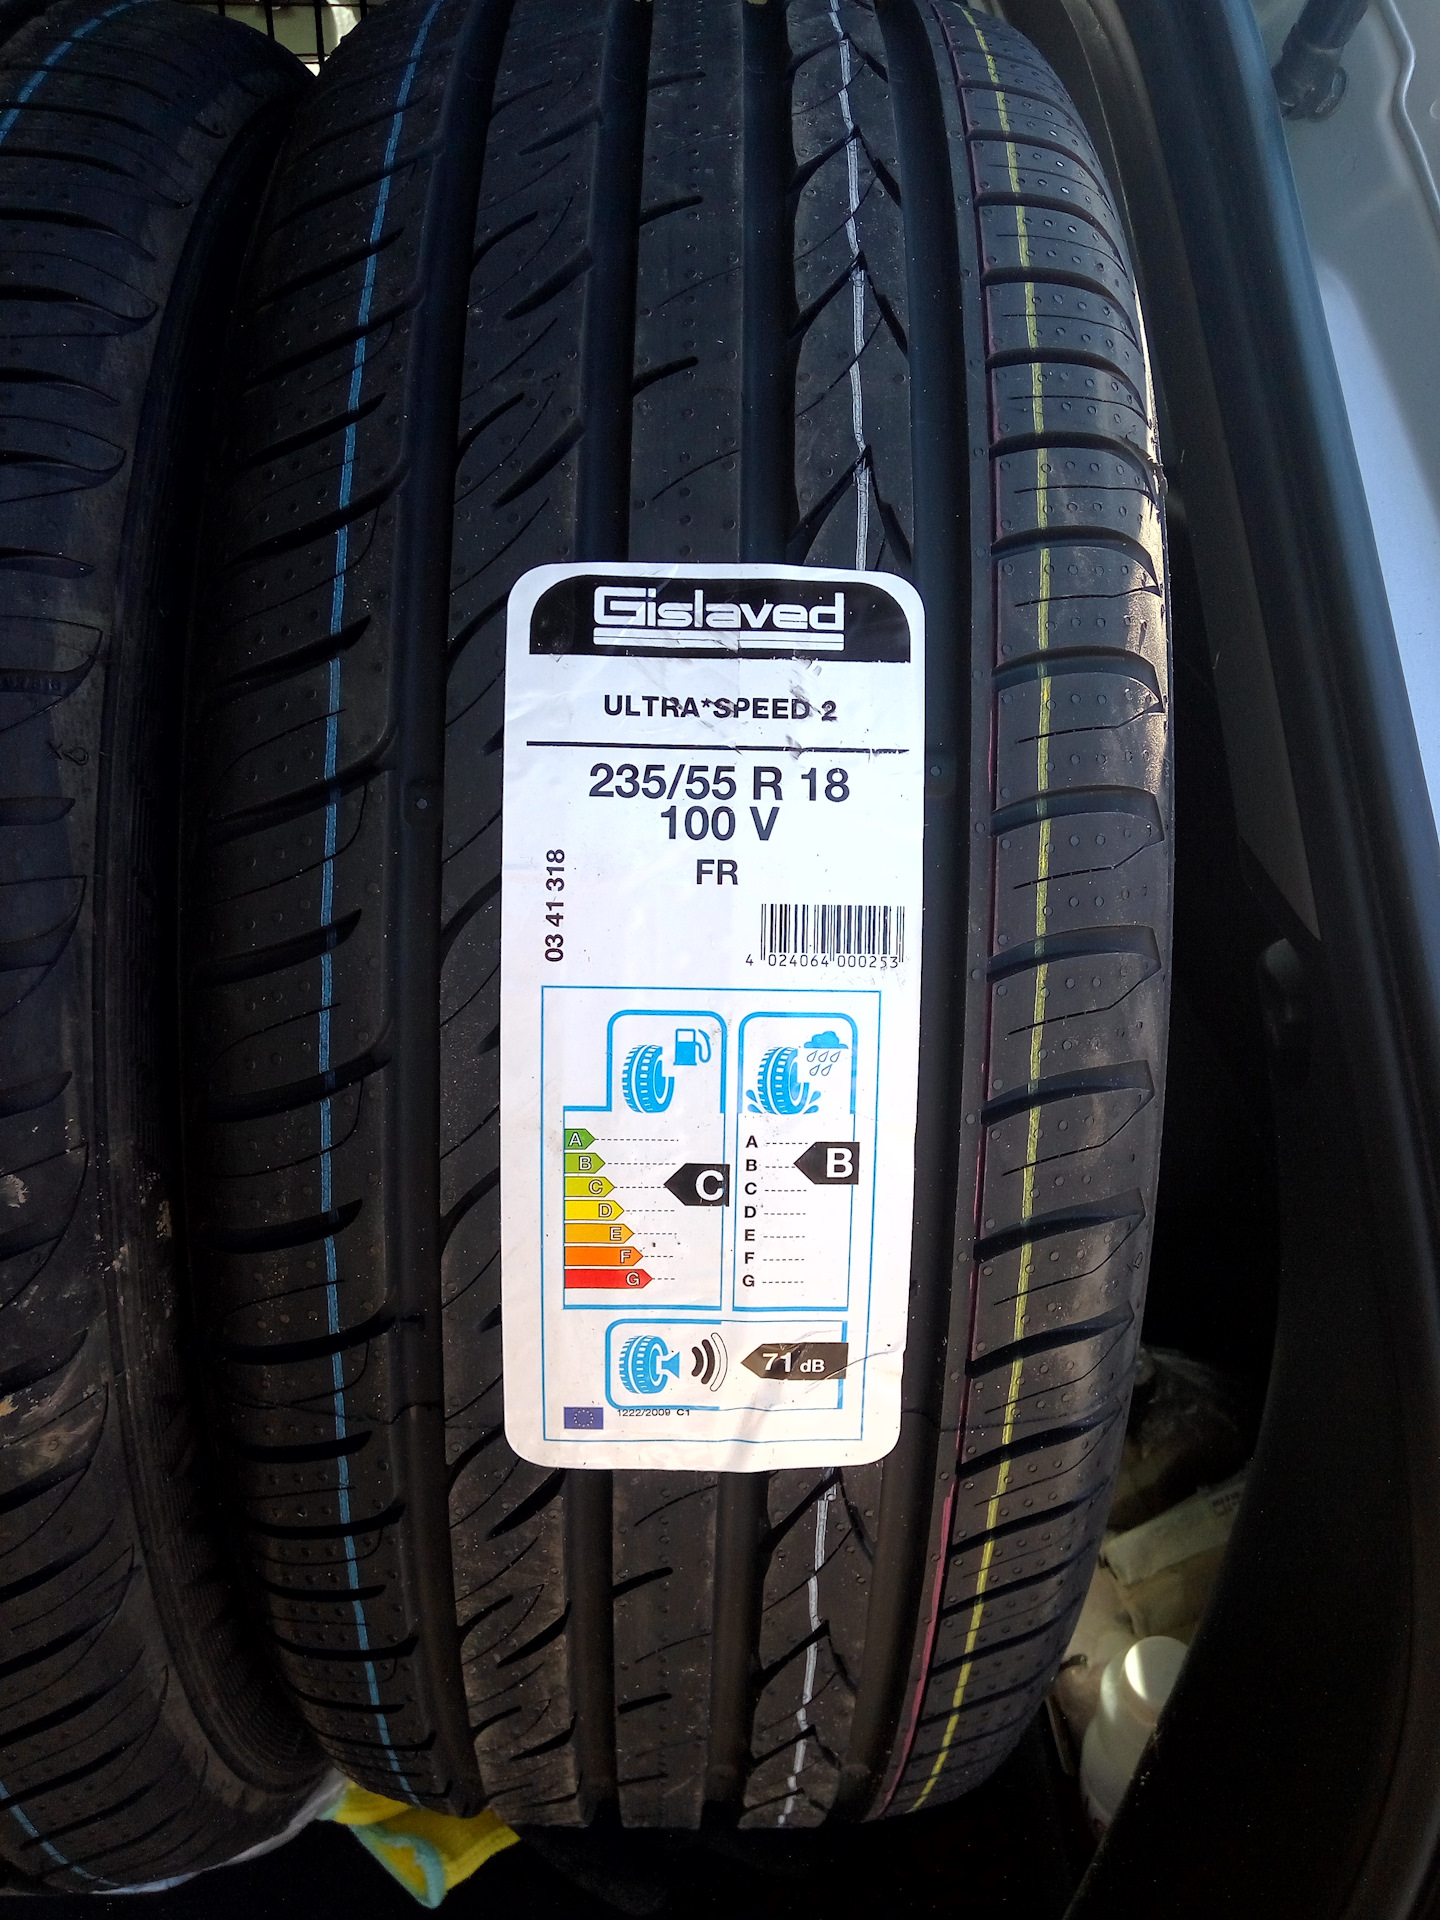 Gislaved
ULTRA*SPEED 2
235/55 R 18
100 V
FR
03 41 318
4 024064 000253
A
B
C
D
E
F
G
C
A
B
C
D
E
F
G
B
71 dB
1222/2009 C1